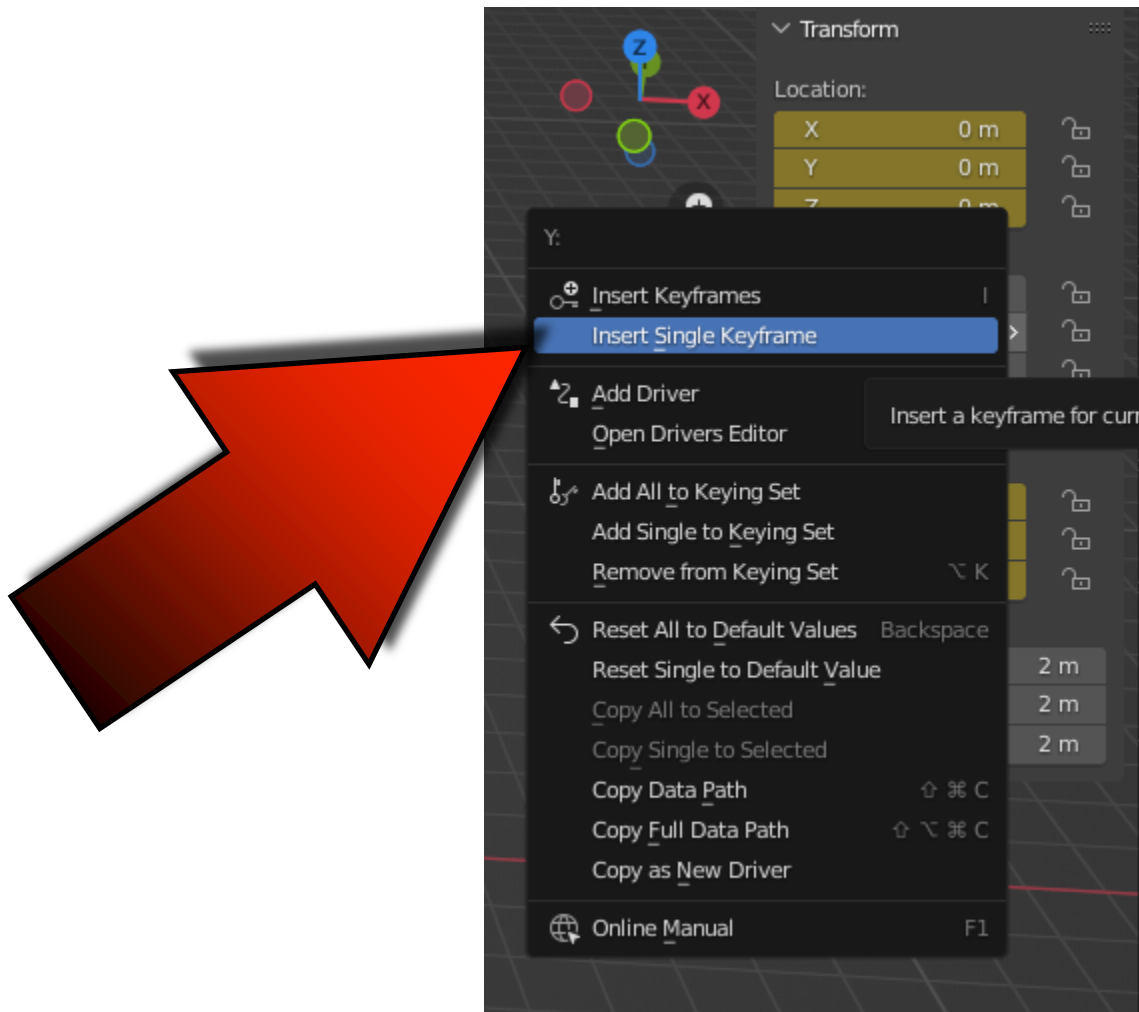 Transform
Z
X
Location:
X 0 m
Y 0 m
Z 0 m
Y:
Insert Keyframes I
Insert Single Keyframe
Add Driver
Insert a keyframe for curr
Open Drivers Editor
Add All to Keying Set
Add Single to Keying Set
Remove from Keying Set ⌥ K
Reset All to Default Values Backspace
Reset Single to Default Value
2 m
Copy All to Selected
2 m
Copy Single to Selected
2 m
Copy Data Path ⇧ ⌘ C
Copy Full Data Path ⇧ ⌥ ⌘ C
Copy as New Driver
Online Manual F1